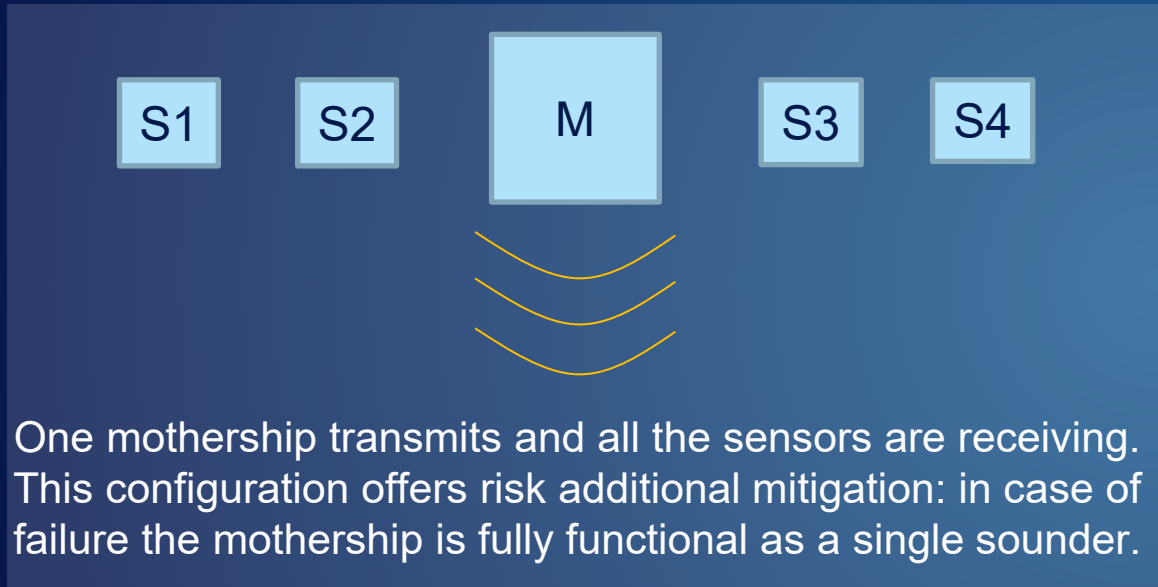 S1 S2 M S3 S4
One mothership transmits and all the sensors are receiving.
This configuration offers risk additional mitigation: in case of
failure the mothership is fully functional as a single sounder.